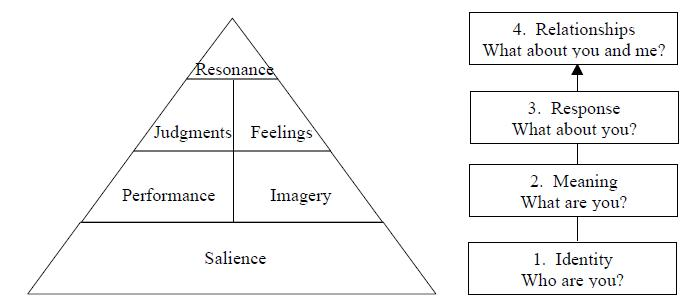 Resonance
Judgments Feelings
Performance Imagery
Salience
4. Relationships
What about you and me?
3. Response
What about you?
2. Meaning
What are you?
1. Identity
Who are you?